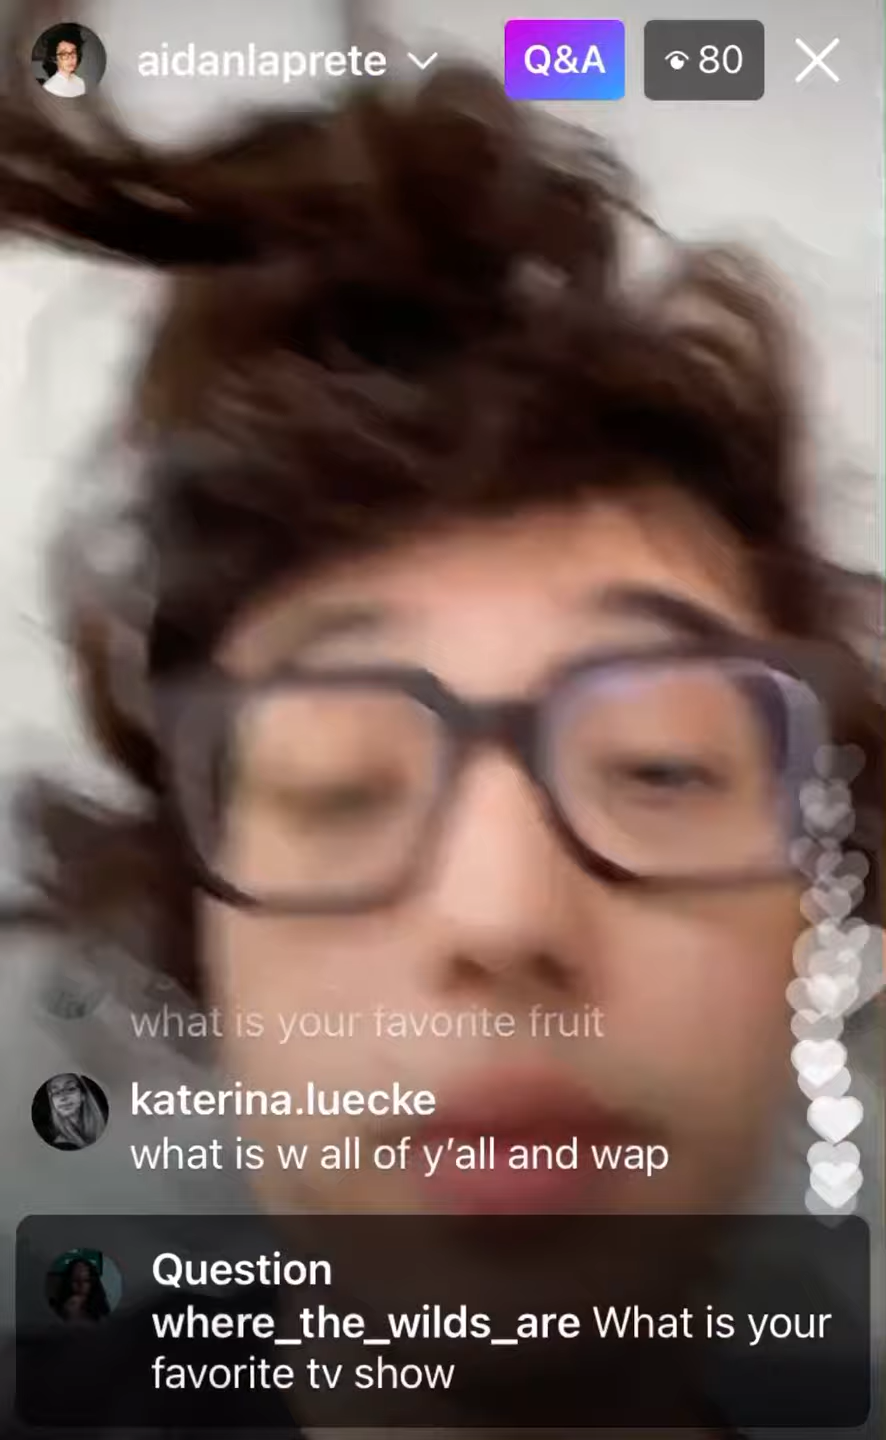 aidanlaprete Q&A 80
what is your favorite fruit
katerina.luecke
what is w all of y’all and wap
Question
where_the_wilds_are What is your
favorite tv show